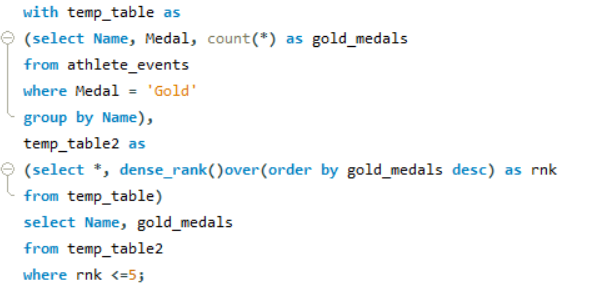 with temp_table as
(select Name, Medal, count(*) as gold_medals
from athlete_events
where Medal = 'Gold'
group by Name),
temp_table2 as
(select *, dense_rank()over(order by gold_medals desc) as rnk
from temp_table)
select Name, gold_medals
from temp_table2
where rnk <=5;